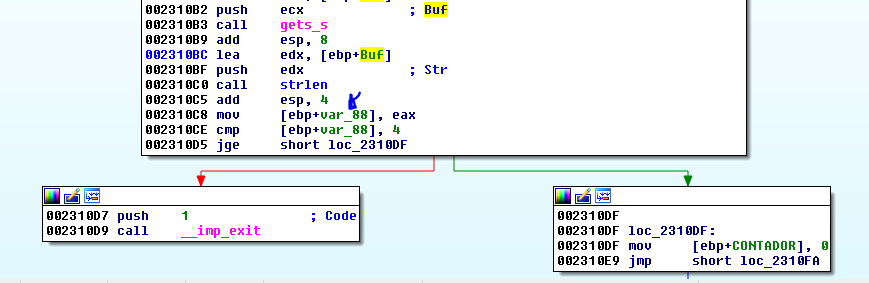 002310B2 push ecx ; Buf
002310B3 call gets_s
002310B9 add esp, 8
002310BC lea edx, [ebp+Buf]
002310BF push edx ; Str
002310C0 call strlen
002310C5 add esp, 4
002310C8 mov [ebp+var_88], eax
002310CE cmp [ebp+var_88], 4
002310D5 jge short loc_2310DF
002310D7 push 1 ; Code
002310D9 call __imp_exit
002310DF
002310DF loc_2310DF:
002310DF mov [ebp+CONTADOR], 0
002310E9 jmp short loc_2310FA